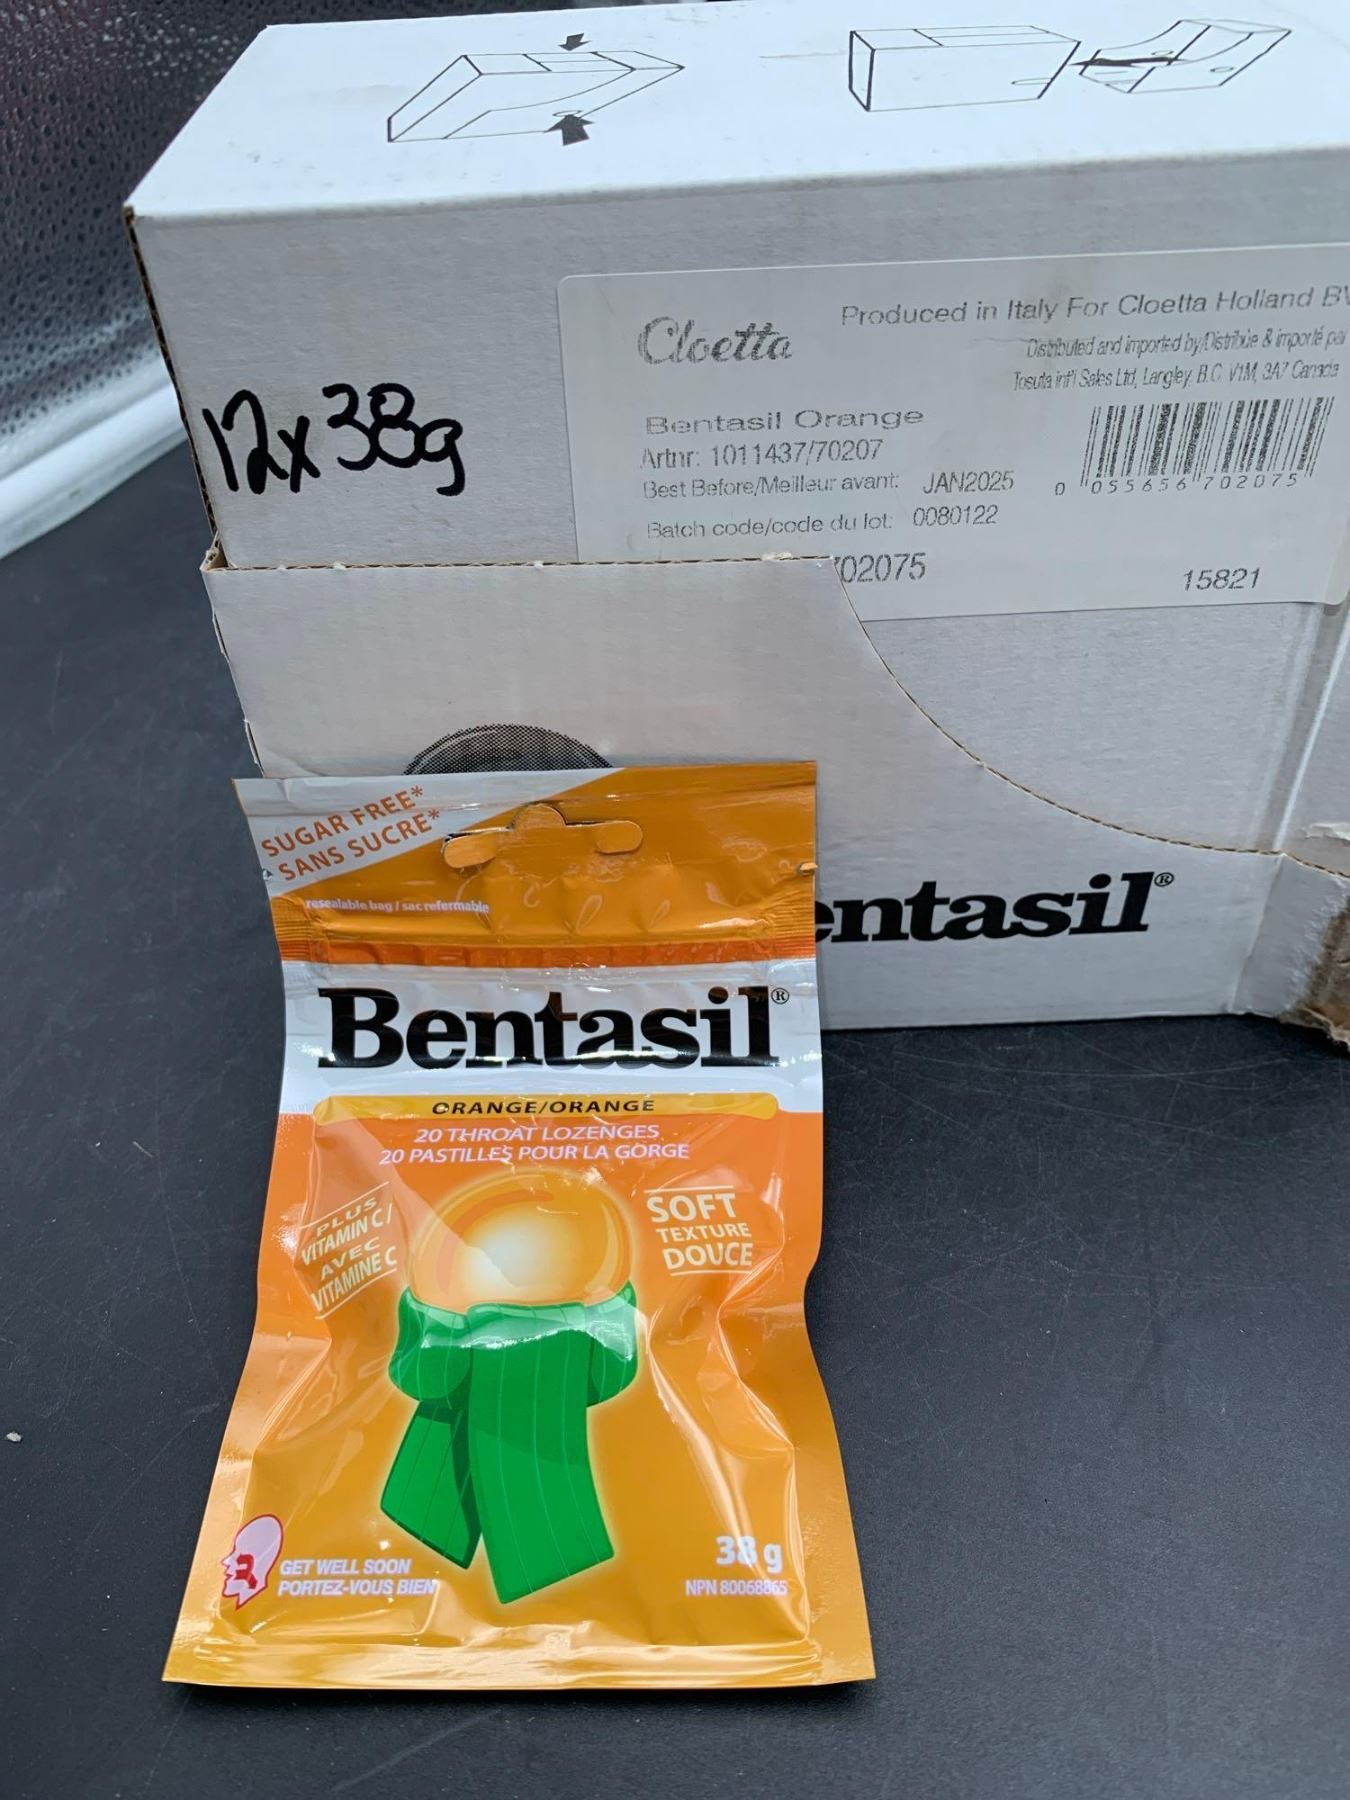 12x38g
Cloetta
Produced in Italy For Cloetta Holland BV
Distributed and imported by/Distribúe & importé par
Tosuta int'l Sales Ltd, Langley, B.C. V1M, 3A7 Canada
Bentasil Orange
Artnr: 1011437/70207
Best Before/Meilleur avant: JAN2025
0 055656 702075
Batch code/code du lot: 0080122
702075
15821
entasil®
SUGAR FREE*
SANS SUCRE*
resealable bag / sac refermable
Bentasil®
ORANGE/ORANGE
20 THROAT LOZENGES
20 PASTILLES POUR LA GORGE
PLUS
VITAMIN C /
AVEC
VITAMINE C
SOFT
TEXTURE
DOUCE
GET WELL SOON
PORTEZ-VOUS BIEN
38 g
NPN 80068865